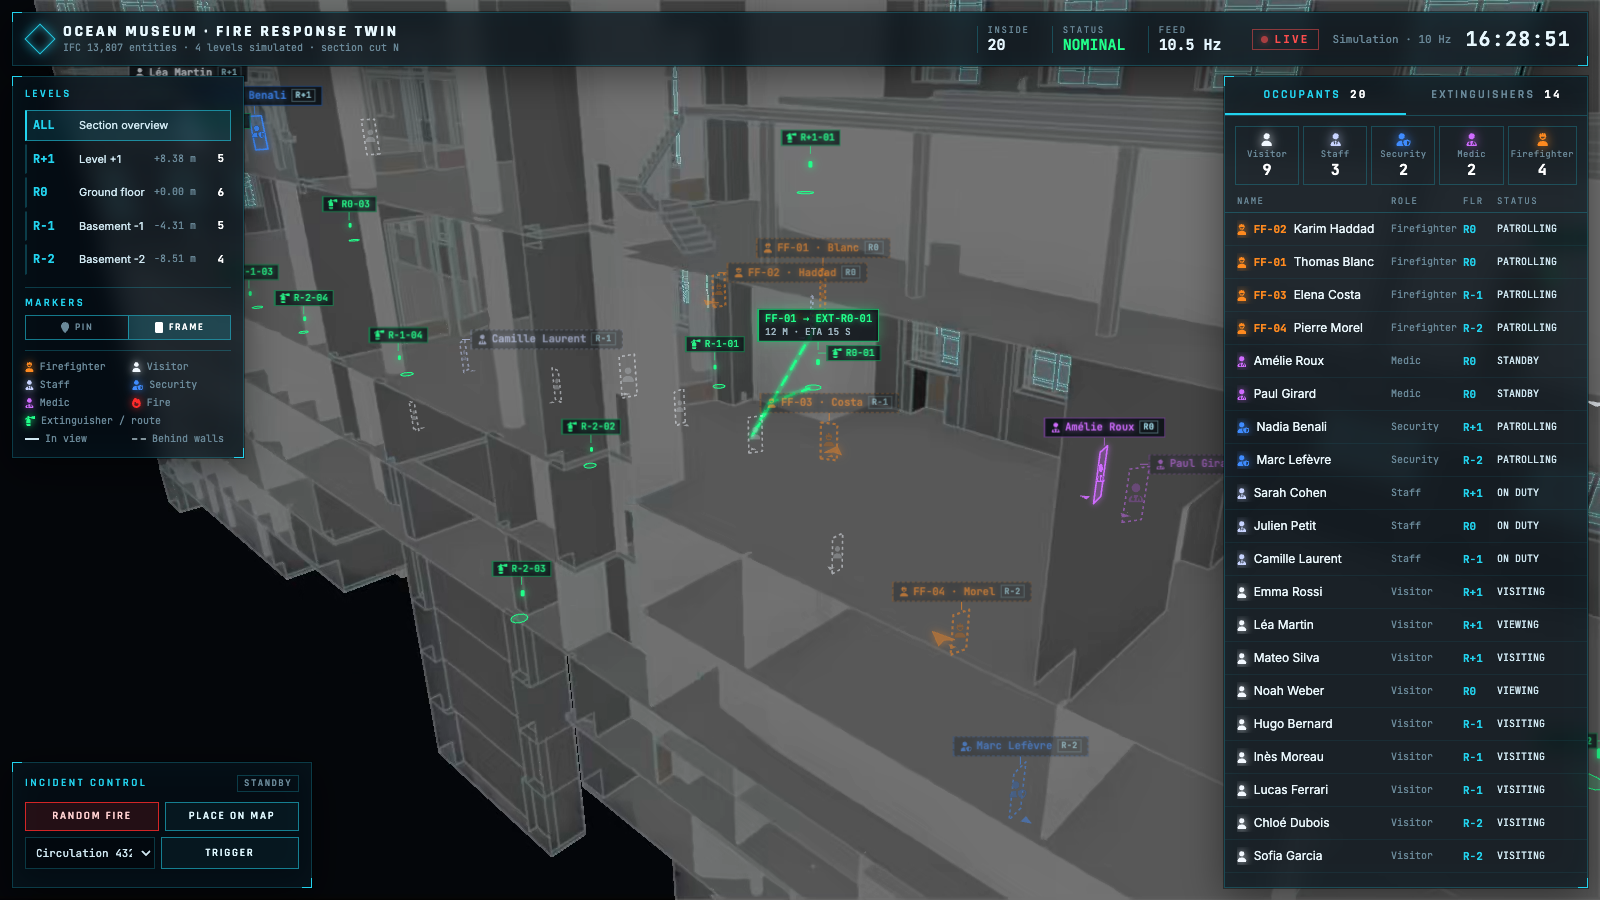 OCEAN MUSEUM · FIRE RESPONSE TWIN
IFC 13,807 entities · 4 levels simulated · section cut N
INSIDE
20
STATUS
NOMINAL
FEED
10.5 Hz
LIVE
Simulation · 10 Hz
16:28:51
LEVELS
ALL Section overview
R+1 Level +1 +8.38 m 5
R0 Ground floor +0.00 m 6
R-1 Basement -1 -4.31 m 5
R-2 Basement -2 -8.51 m 4
MARKERS
PIN FRAME
Firefighter Visitor
Staff Security
Medic Fire
Extinguisher / route
In view Behind walls
Léa Martin R+1
Benali R+1
R+1-01
R0-03
-1-03
R-2-04
R-1-04
Camille Laurent R-1
FF-01 · Blanc R0
FF-02 · Haddad R0
FF-01 → EXT-R0-01
12 M · ETA 15 S
R-1-01
R0-01
FF-03 · Costa R-1
R-2-02
Amélie Roux R0
Paul Gira
R-2-03
FF-04 · Morel R-2
Marc Lefèvre R-2
INCIDENT CONTROL STANDBY
RANDOM FIRE PLACE ON MAP
Circulation 432 TRIGGER
OCCUPANTS 20 EXTINGUISHERS 14
Visitor 9
Staff 3
Security 2
Medic 2
Firefighter 4
NAME ROLE FLR STATUS
FF-02 Karim Haddad Firefighter R0 PATROLLING
FF-01 Thomas Blanc Firefighter R0 PATROLLING
FF-03 Elena Costa Firefighter R-1 PATROLLING
FF-04 Pierre Morel Firefighter R-2 PATROLLING
Amélie Roux Medic R0 STANDBY
Paul Girard Medic R0 STANDBY
Nadia Benali Security R+1 PATROLLING
Marc Lefèvre Security R-2 PATROLLING
Sarah Cohen Staff R+1 ON DUTY
Julien Petit Staff R0 ON DUTY
Camille Laurent Staff R-1 ON DUTY
Emma Rossi Visitor R+1 VISITING
Léa Martin Visitor R+1 VIEWING
Mateo Silva Visitor R+1 VISITING
Noah Weber Visitor R0 VIEWING
Hugo Bernard Visitor R-1 VISITING
Inès Moreau Visitor R-1 VISITING
Lucas Ferrari Visitor R-1 VISITING
Chloé Dubois Visitor R-2 VISITING
Sofia Garcia Visitor R-2 VISITING